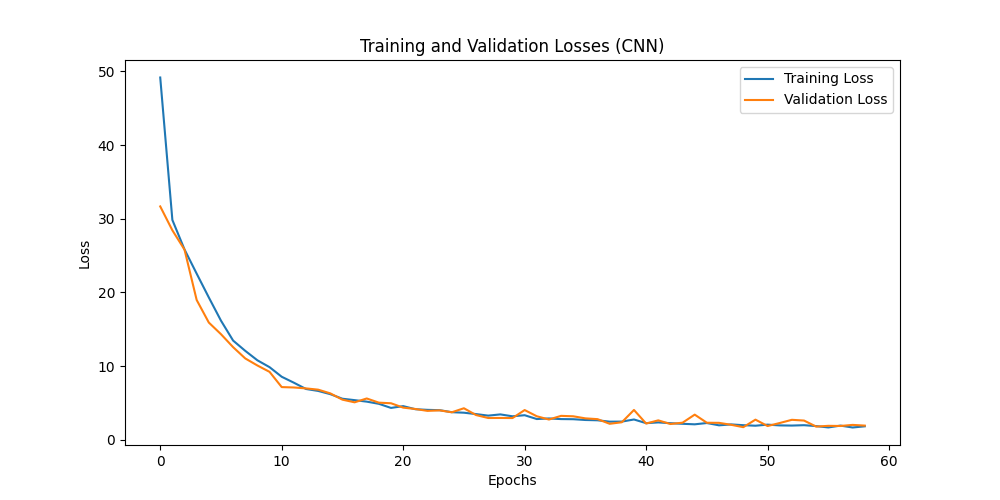 Training and Validation Losses (CNN)
Training Loss
Validation Loss
50
40
30
20
10
0
Loss
0 10 20 30 40 50 60
Epochs